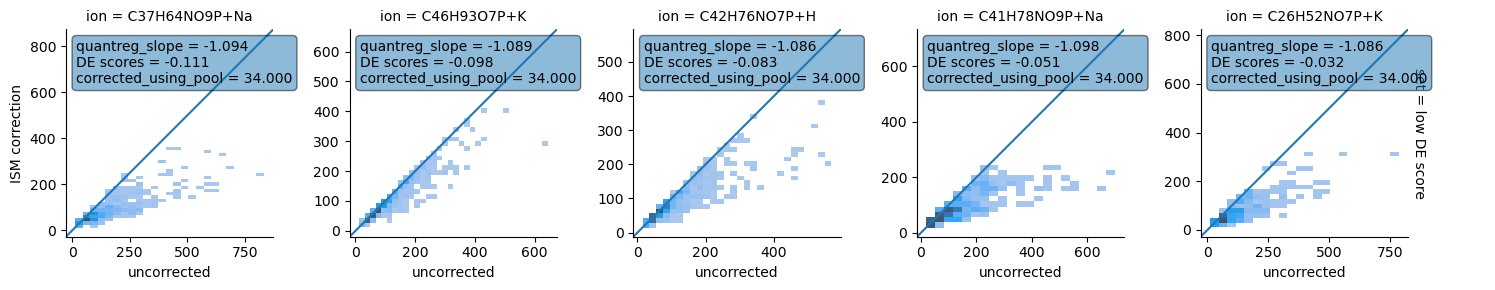 ion = C37H64NO9P+Na
ion = C46H93O7P+K
ion = C42H76NO7P+H
ion = C41H78NO9P+Na
ion = C26H52NO7P+K
quantreg_slope = -1.094
DE scores = -0.111
corrected_using_pool = 34.000
quantreg_slope = -1.089
DE scores = -0.098
corrected_using_pool = 34.000
quantreg_slope = -1.086
DE scores = -0.083
corrected_using_pool = 34.000
quantreg_slope = -1.098
DE scores = -0.051
corrected_using_pool = 34.000
quantreg_slope = -1.086
DE scores = -0.032
corrected_using_pool = 34.000
ISM correction
800
600
400
200
0
0
250
500
750
uncorrected
600
500
400
300
200
100
0
0
200
400
600
uncorrected
500
400
300
200
100
0
0
200
400
uncorrected
600
400
200
0
0
200
400
600
uncorrected
800
600
400
200
0
0
250
500
750
uncorrected
set = low DE score